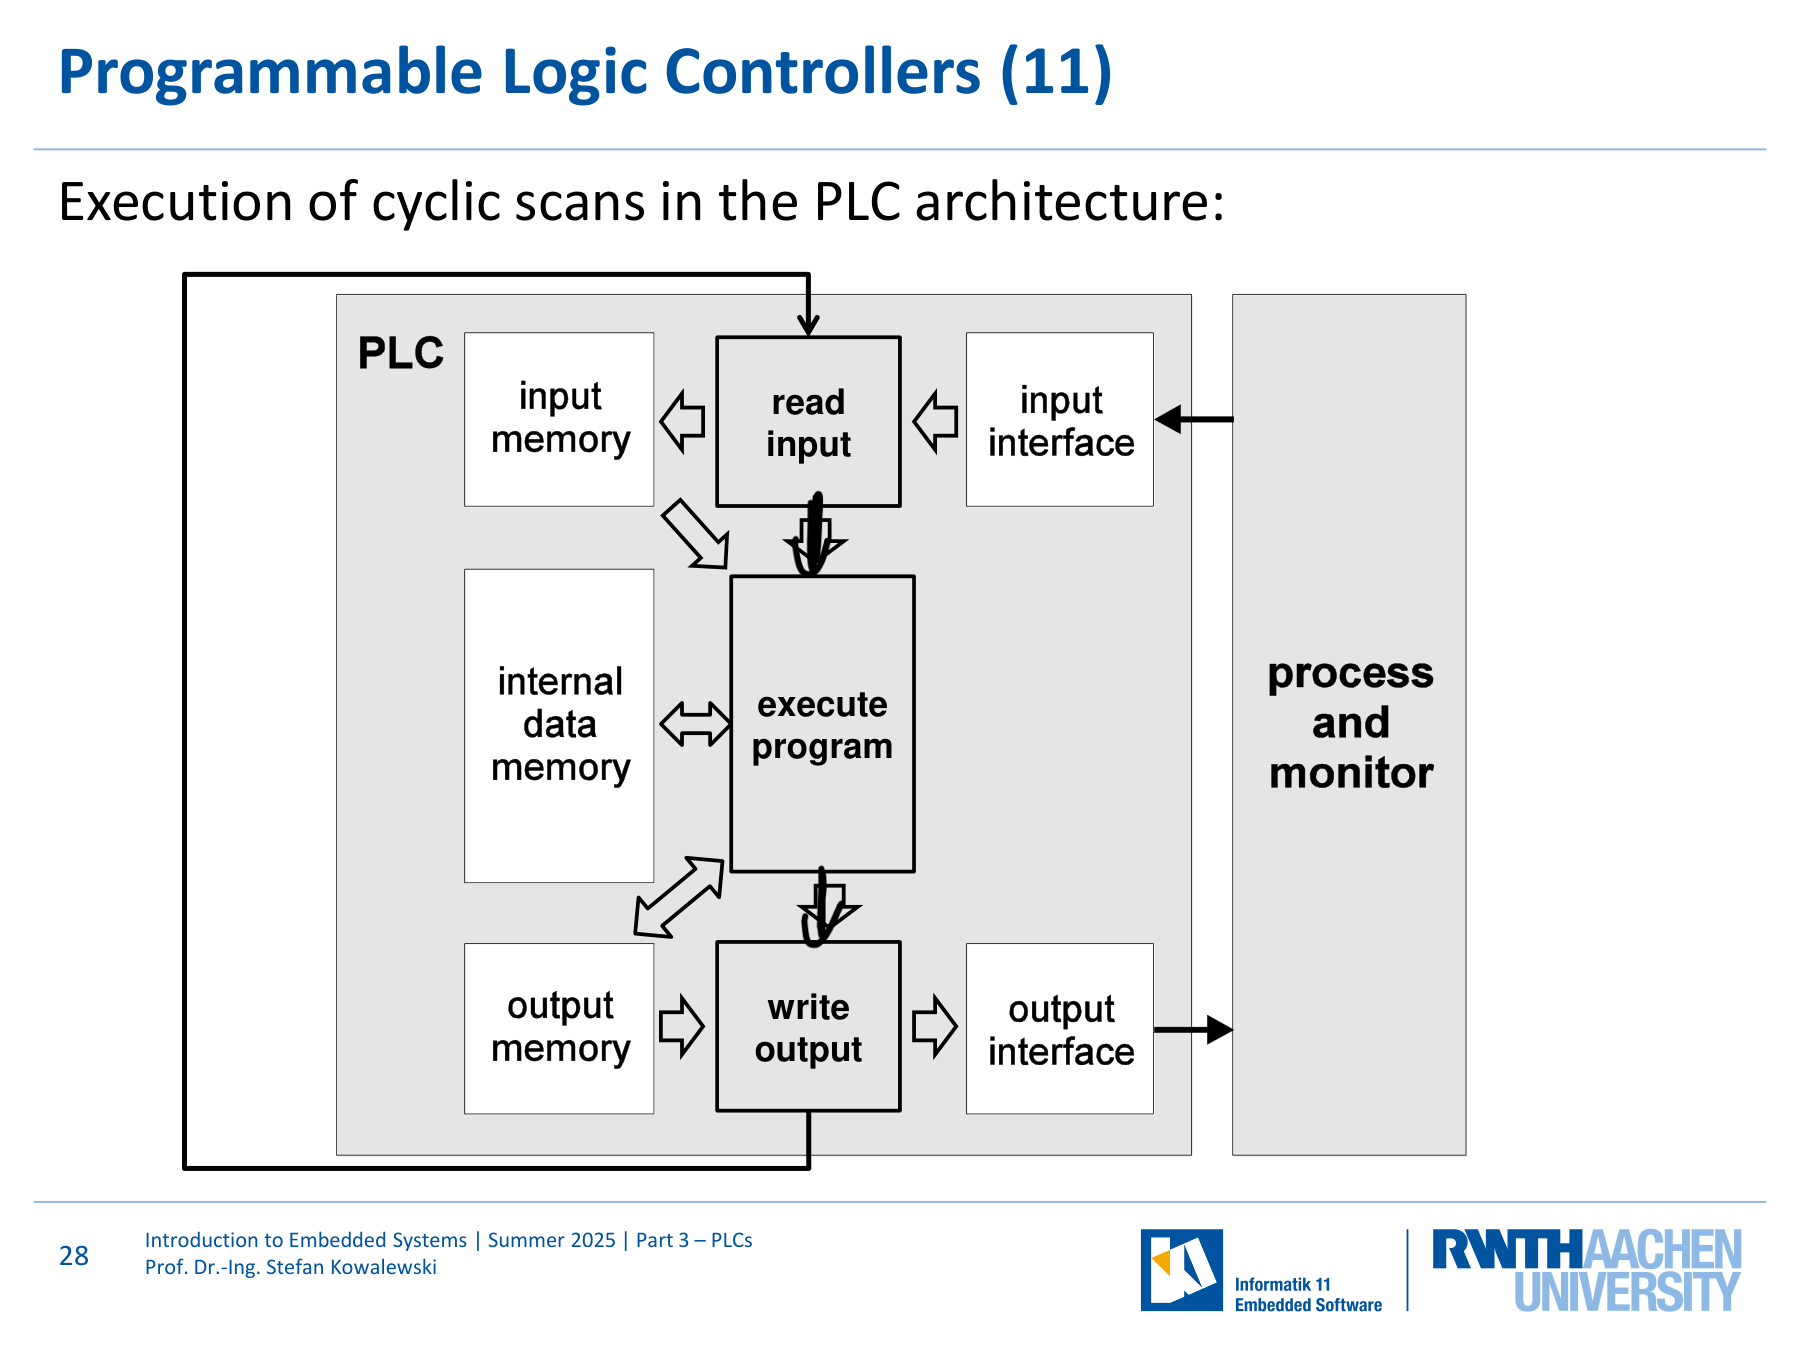 Programmable Logic Controllers (11)
Execution of cyclic scans in the PLC architecture:
PLC
input
memory
read
input
input
interface
internal
data
memory
execute
program
process
and
monitor
output
memory
write
output
output
interface
28
Introduction to Embedded Systems | Summer 2025 | Part 3 – PLCs
Prof. Dr.-Ing. Stefan Kowalewski
Informatik 11
Embedded Software
RWTHAACHEN
UNIVERSITY